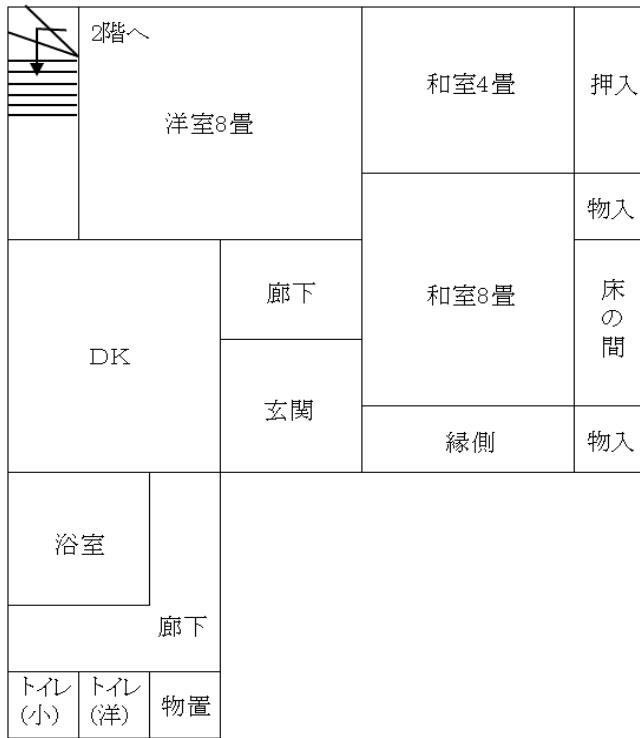 2階へ
洋室8畳
和室4畳
押入
物入
廊下
和室8畳
床の間
DK
玄関
縁側
物入
浴室
廊下
トイレ
(小)
トイレ
(洋)
物置